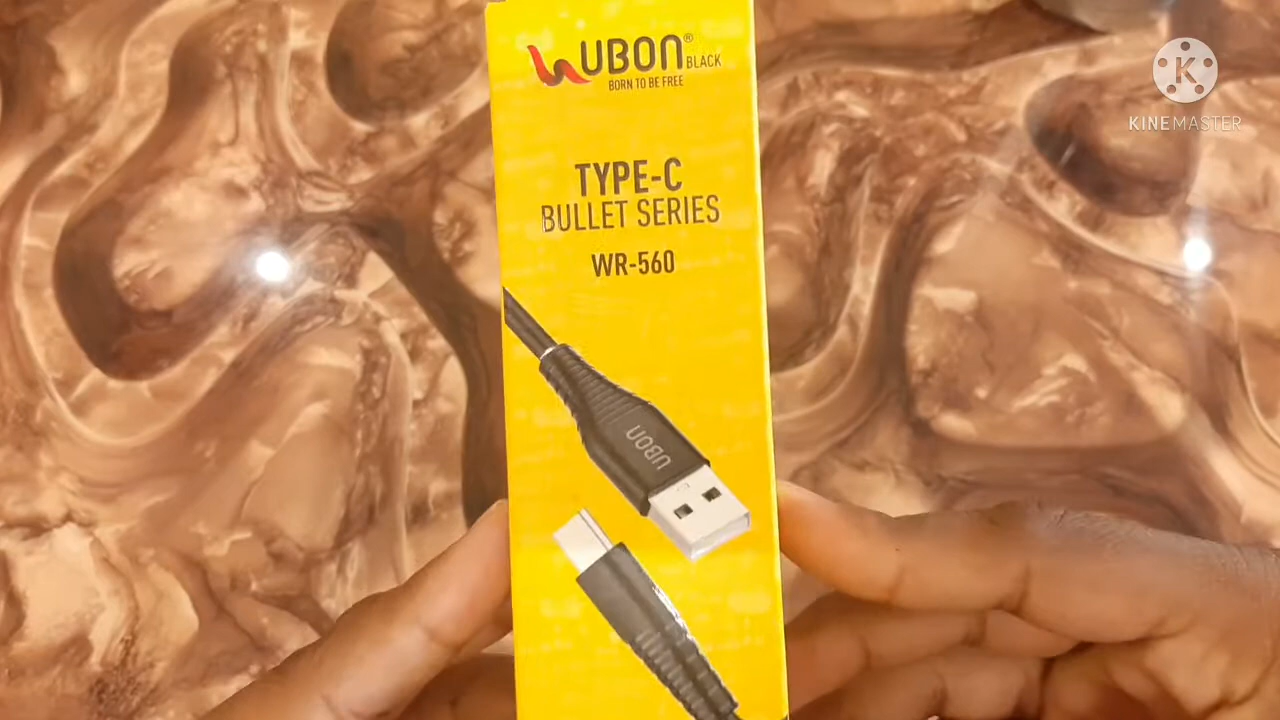 UBON® BLACK
BORN TO BE FREE
TYPE-C
BULLET SERIES
WR-560
UBON
K
KINEMASTER